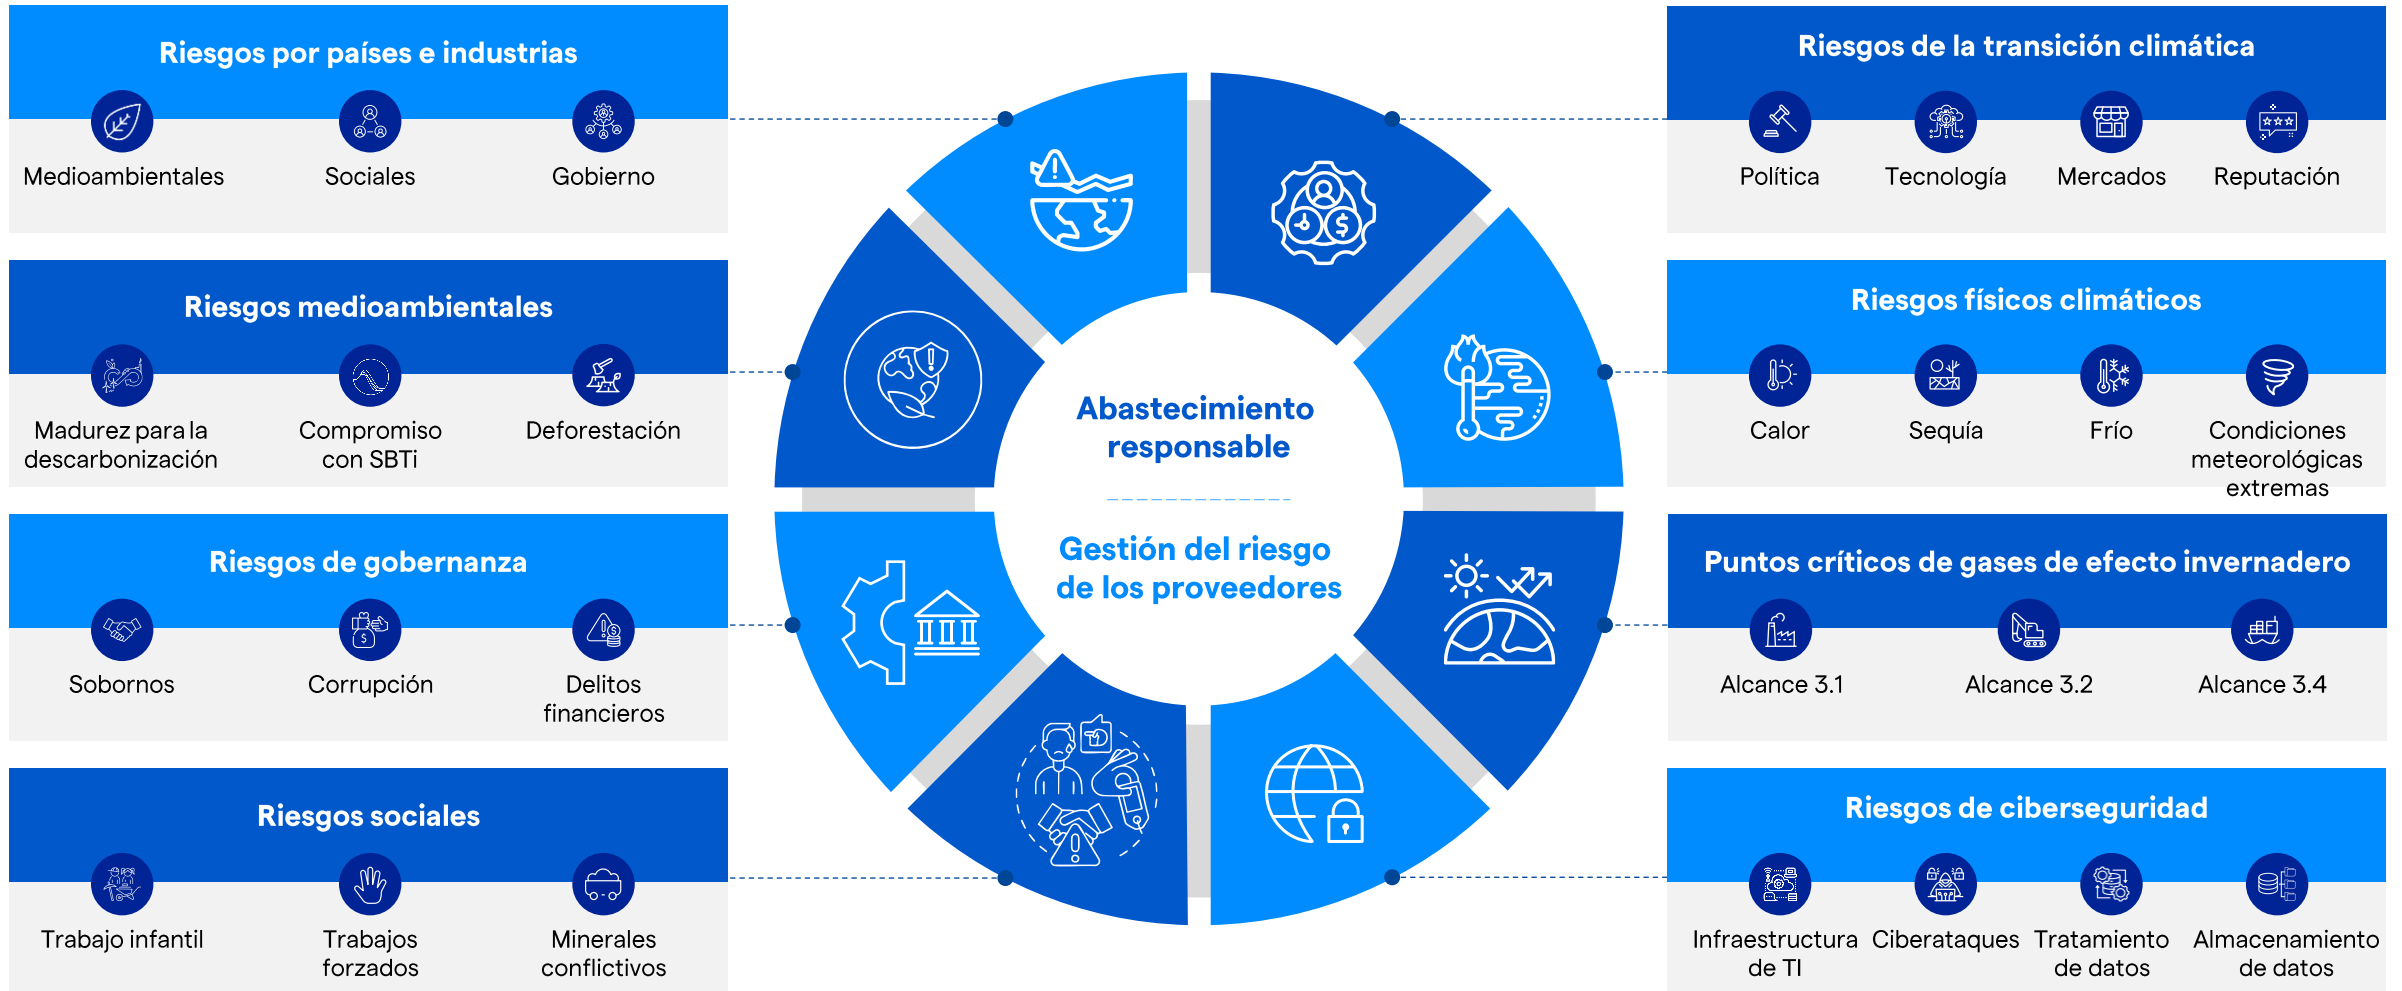 Riesgos por países e industrias
Medioambientales
Sociales
Gobierno
Riesgos medioambientales
Madurez para la
descarbonización
Compromiso
con SBTi
Deforestación
Riesgos de gobernanza
Sobornos
Corrupción
Delitos
financieros
Riesgos sociales
Trabajo infantil
Trabajos
forzados
Minerales
conflictivos
Abastecimiento
responsable
Gestión del riesgo
de los proveedores
Riesgos de la transición climática
Política
Tecnología
Mercados
Reputación
Riesgos físicos climáticos
Calor
Sequía
Frío
Condiciones
meteorológicas
extremas
Puntos críticos de gases de efecto invernadero
Alcance 3.1
Alcance 3.2
Alcance 3.4
Riesgos de ciberseguridad
Infraestructura
de TI
Ciberataques
Tratamiento
de datos
Almacenamiento
de datos